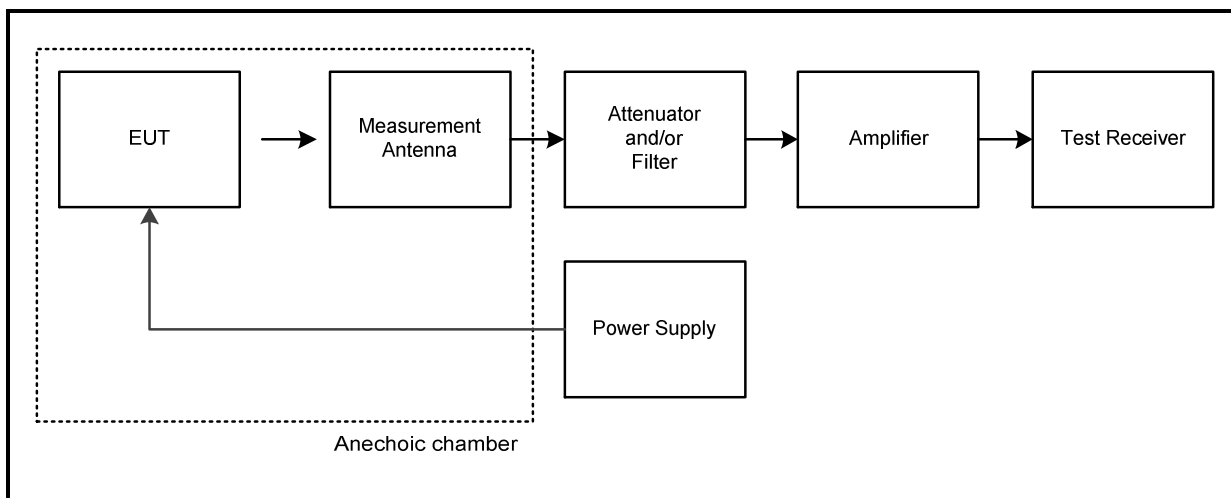 EUT
Measurement
Antenna
Attenuator
and/or
Filter
Amplifier
Test Receiver
Power Supply
Anechoic chamber